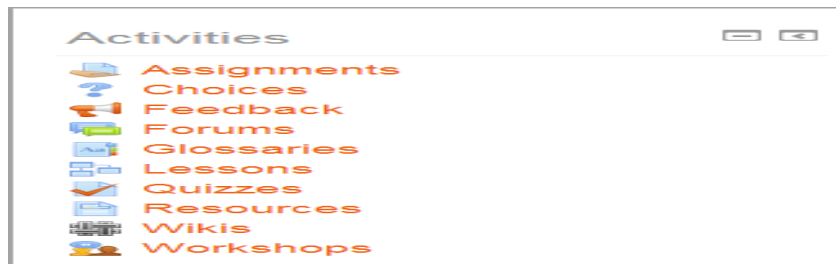 Activities
Assignments
Choices
Feedback
Forums
Glossaries
Lessons
Quizzes
Resources
Wikis
Workshops